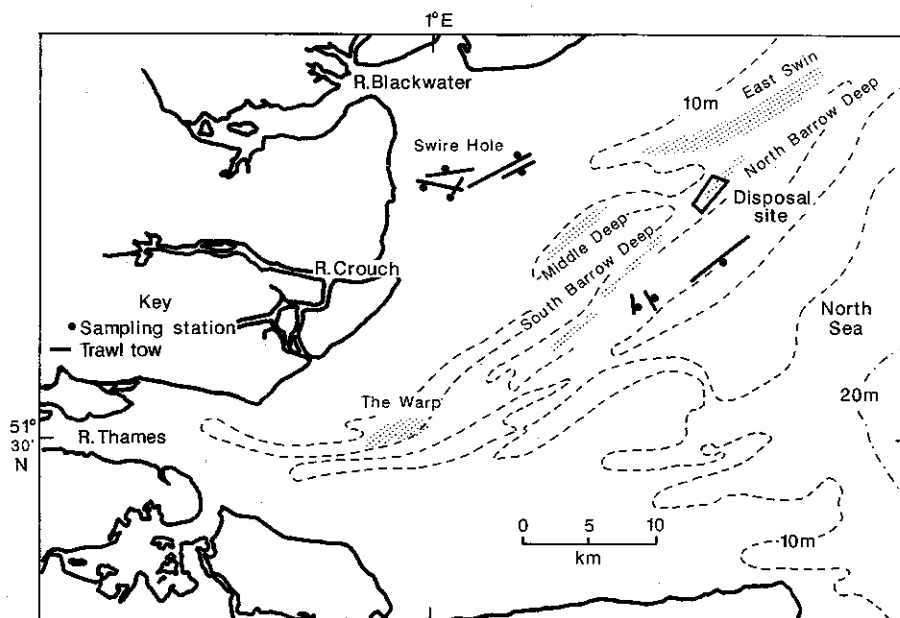 1°E
R.Blackwater
East Swin
10m
North Barrow Deep
Swire Hole
Disposal
site
Middle Deep
South Barrow Deep
R.Crouch
Key
Sampling station
Trawl tow
North
Sea
The Warp
20m
51°
30'
N
R.Thames
0 5 10
km
10m